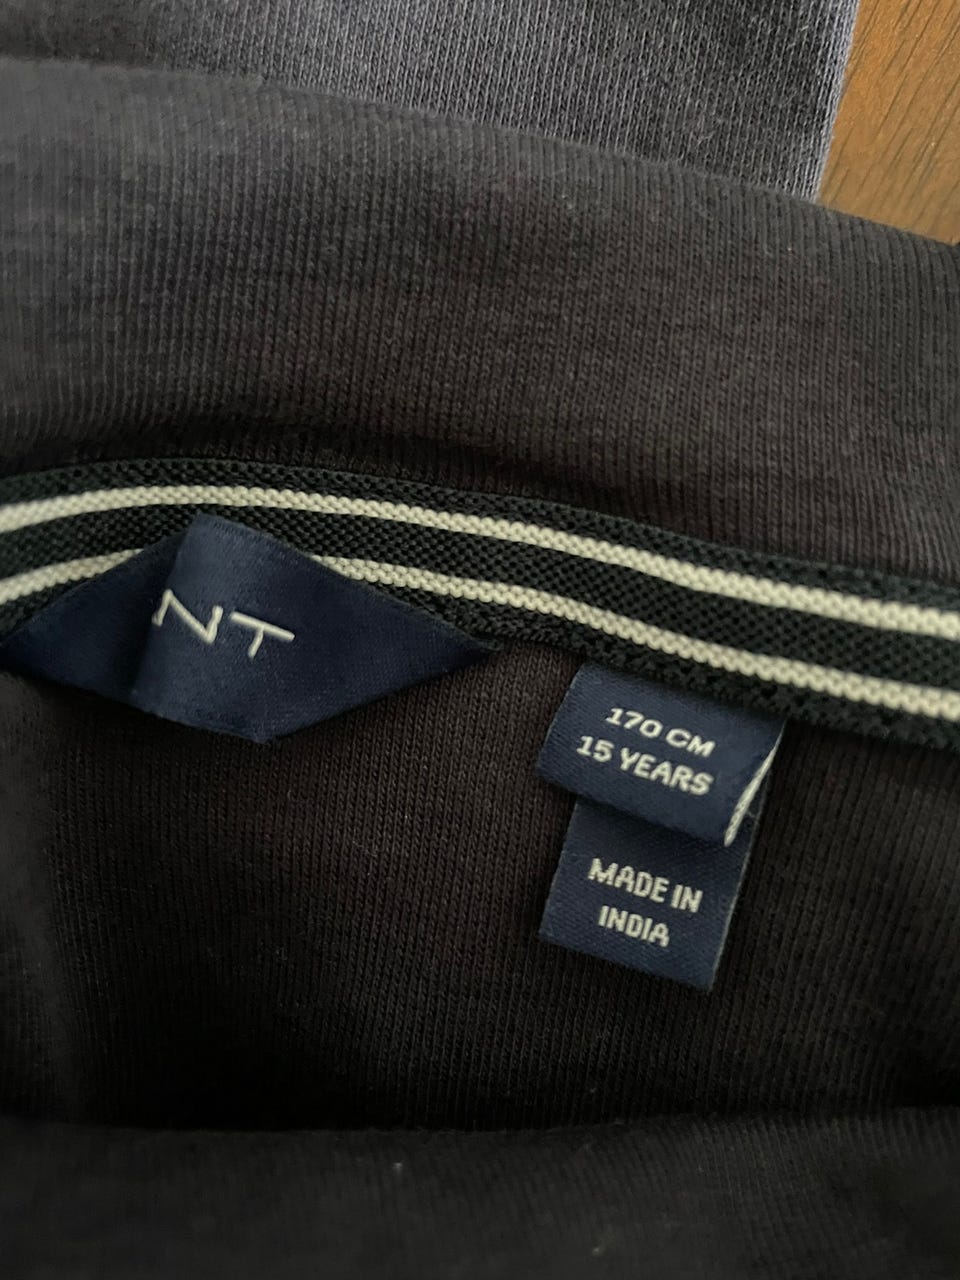 NT
170 CM
15 YEARS
MADE IN
INDIA